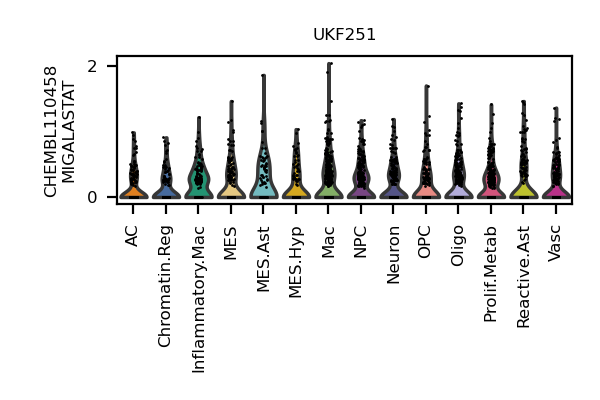 UKF251
CHEMBL110458
MIGALASTAT
2
0
AC
Chromatin.Reg
Inflammatory.Mac
MES
MES.Ast
MES.Hyp
Mac
NPC
Neuron
OPC
Oligo
Prolif.Metab
Reactive.Ast
Vasc